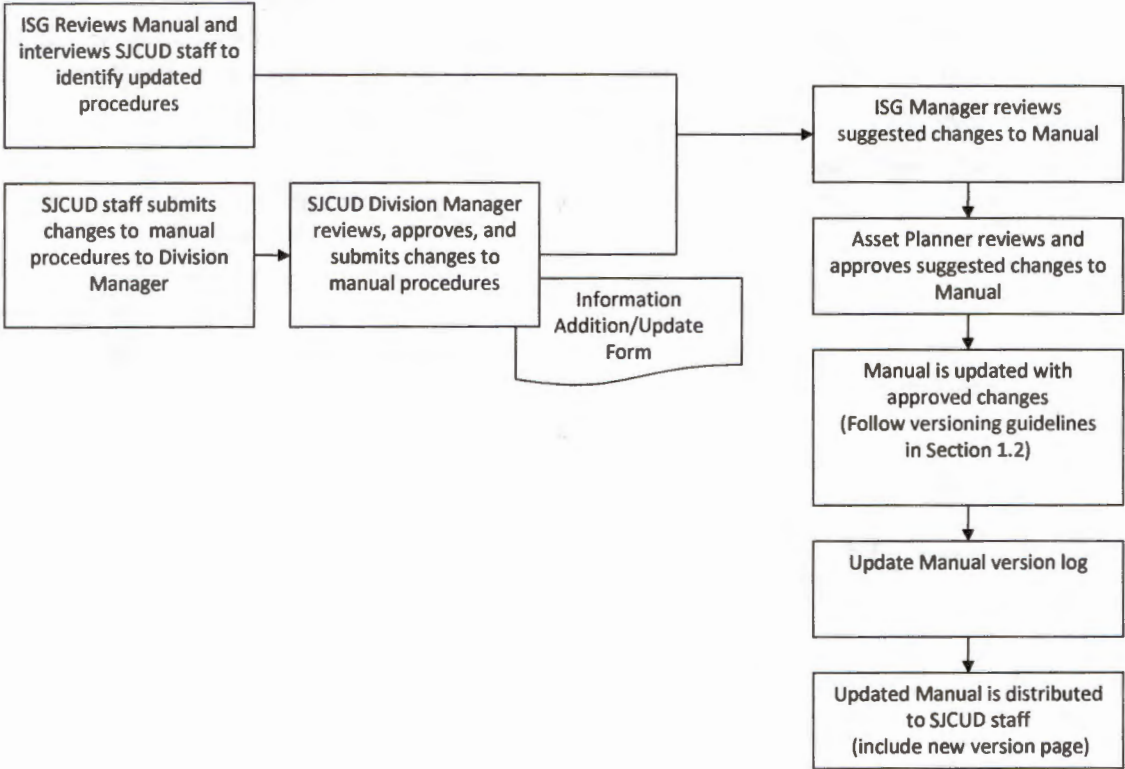 ISG Reviews Manual and
interviews SJCUD staff to
identify updated
procedures
SJCUD staff submits
changes to manual
procedures to Division
Manager
SJCUD Division Manager
reviews, approves, and
submits changes to
manual procedures
Information
Addition/Update
Form
ISG Manager reviews
suggested changes to Manual
Asset Planner reviews and
approves suggested changes to
Manual
Manual is updated with
approved changes
(Follow versioning guidelines
in Section 1.2)
Update Manual version log
Updated Manual is distributed
to SJCUD staff
(include new version page)